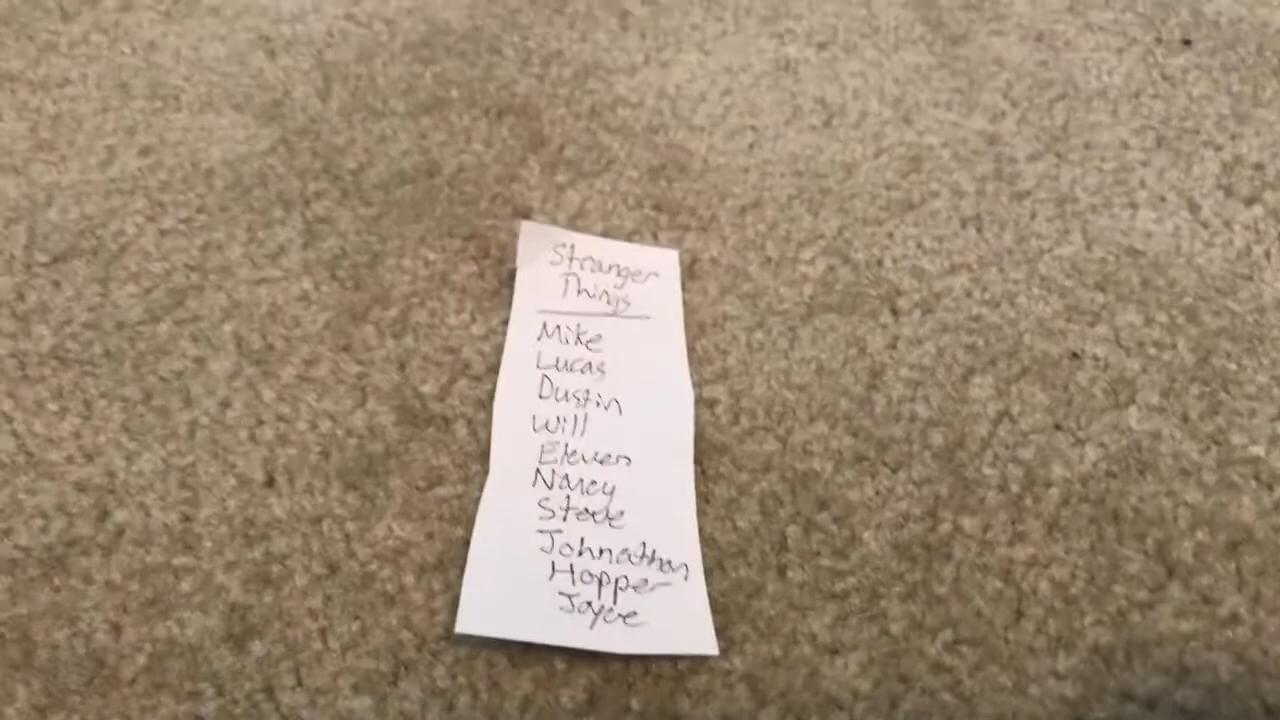 Stranger
Things
Mike
Lucas
Dustin
Will
Eleven
Nancy
Steve
Johnathan
Hopper
Joyce